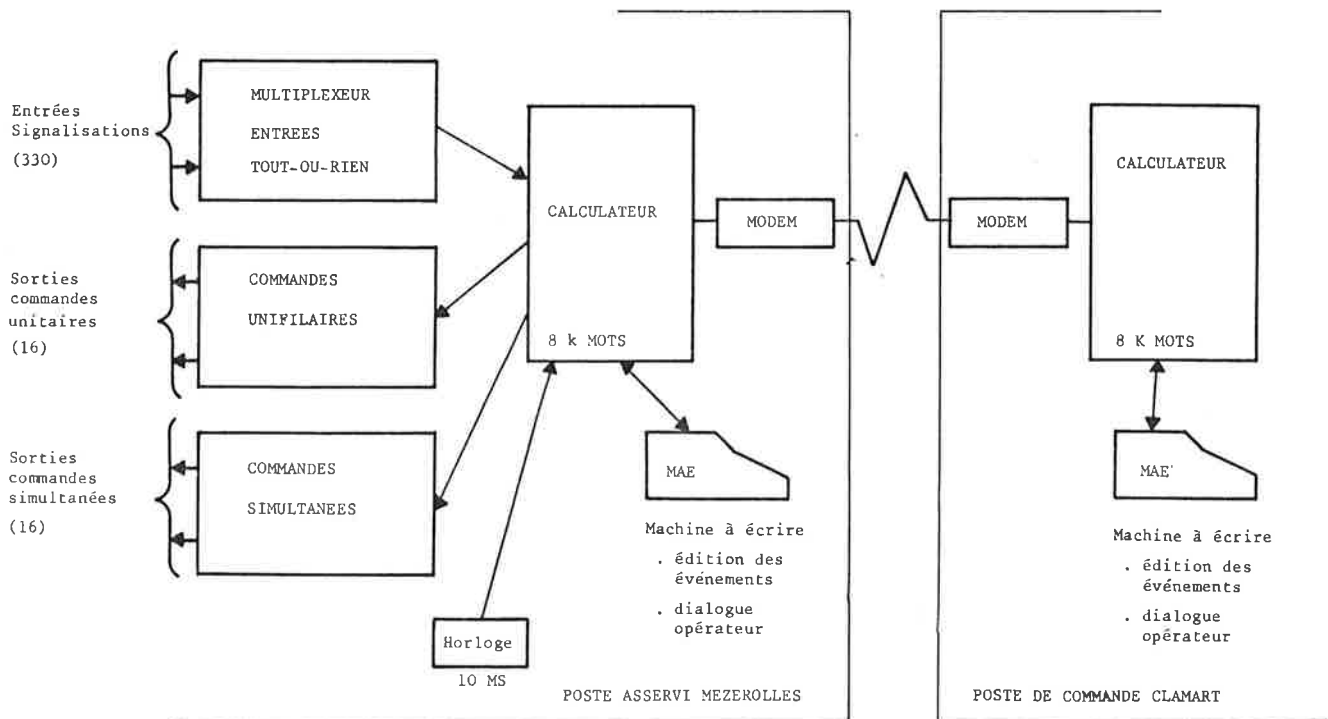 Entrées
Signalisations
(330)
MULTIPLEXEUR
ENTREES
TOUT-OU-RIEN
Sorties
commandes
unitaires
(16)
COMMANDES
UNIFILAIRES
Sorties
commandes
simultanées
(16)
COMMANDES
SIMULTANEES
CALCULATEUR
8 k MOTS
MODEM
MODEM
CALCULATEUR
8 K MOTS
MAE
Machine à écrire
. édition des
événements
. dialogue
opérateur
MAE
Machine à écrire
. édition des
événements
. dialogue
opérateur
Horloge
10 MS
POSTE ASSERVI MEZEROLLES
POSTE DE COMMANDE CLAMART